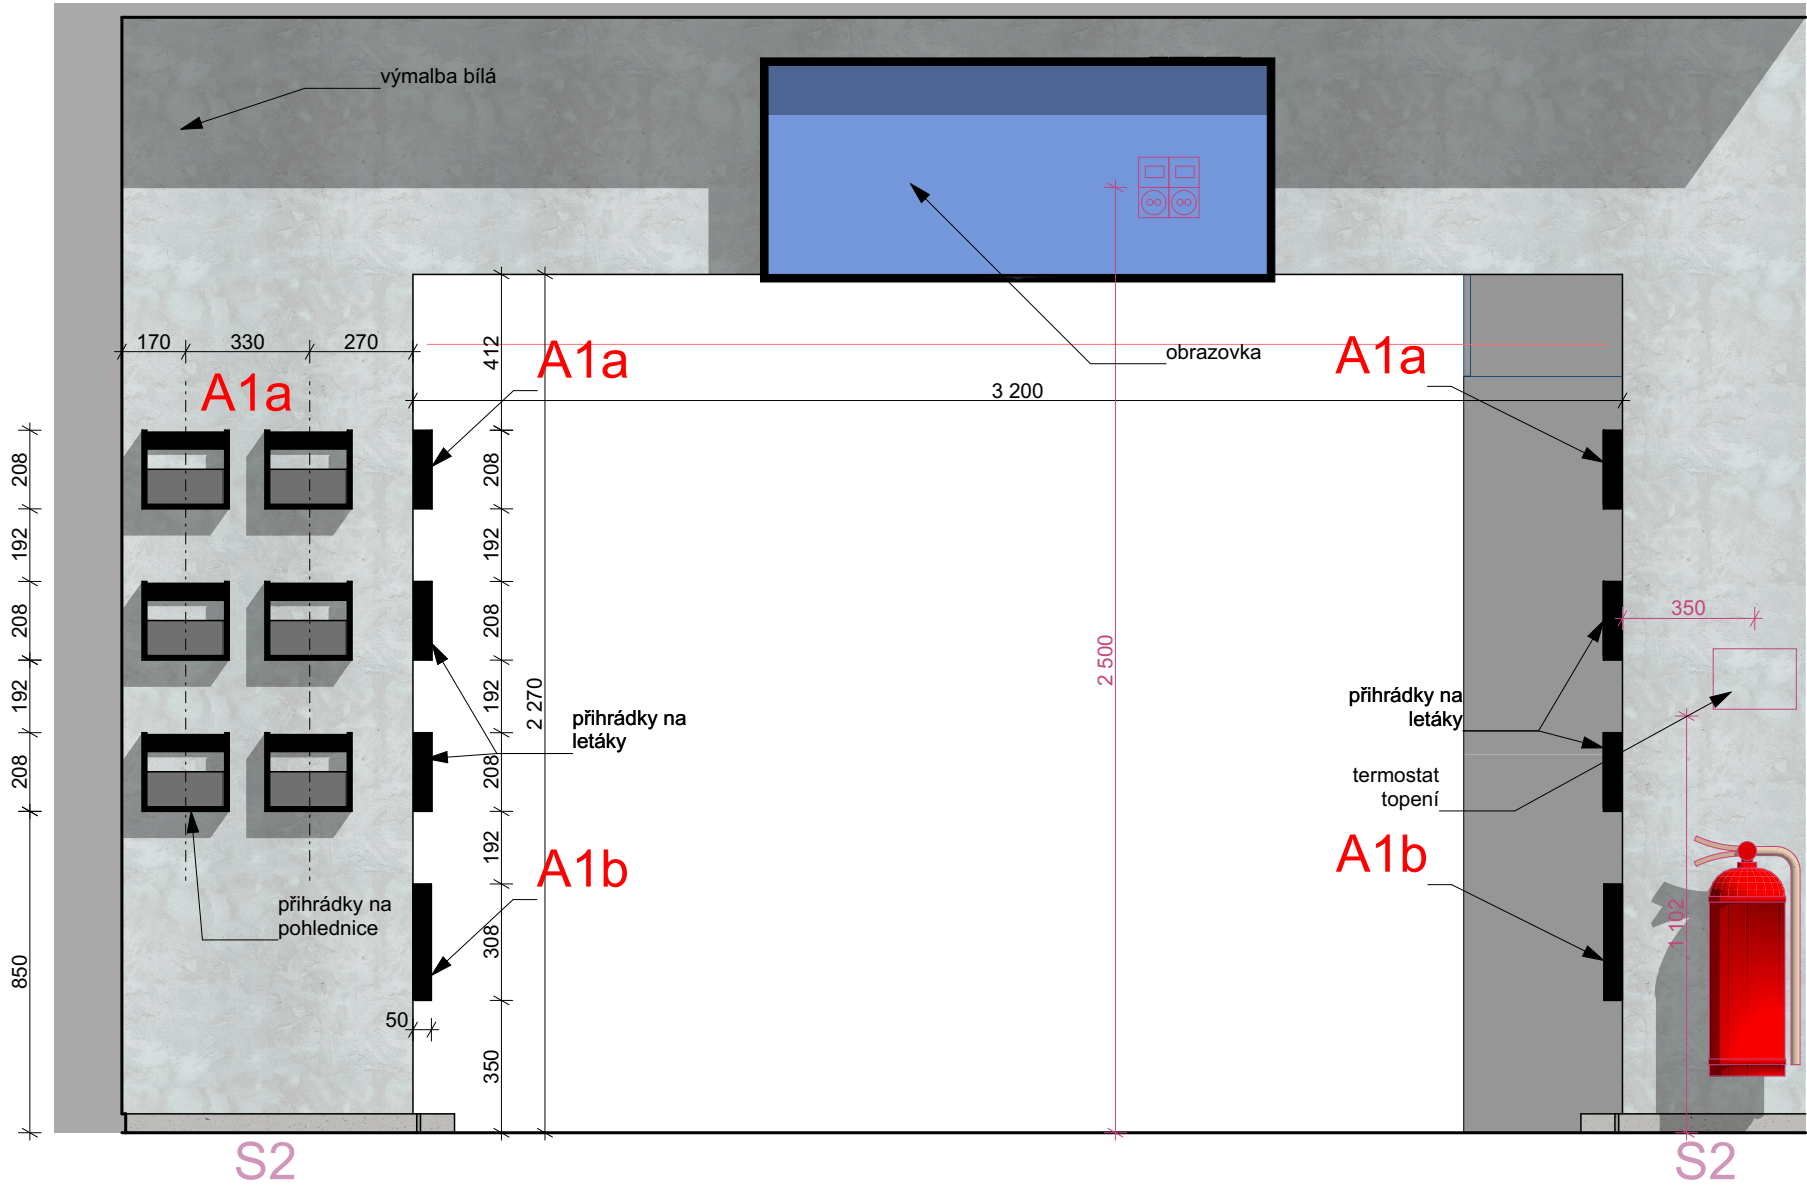 výmalba bílá
170
330
270
412
A1a
obrazovka
A1a
A1a
3 200
208
208
192
192
208
208
350
2 500
192
192
2 270
přihrádky na
letáky
přihrádky na
letáky
208
208
termostat
topení
192
A1b
A1b
přihrádky na
pohlednice
308
1 102
850
50
350
S2
S2